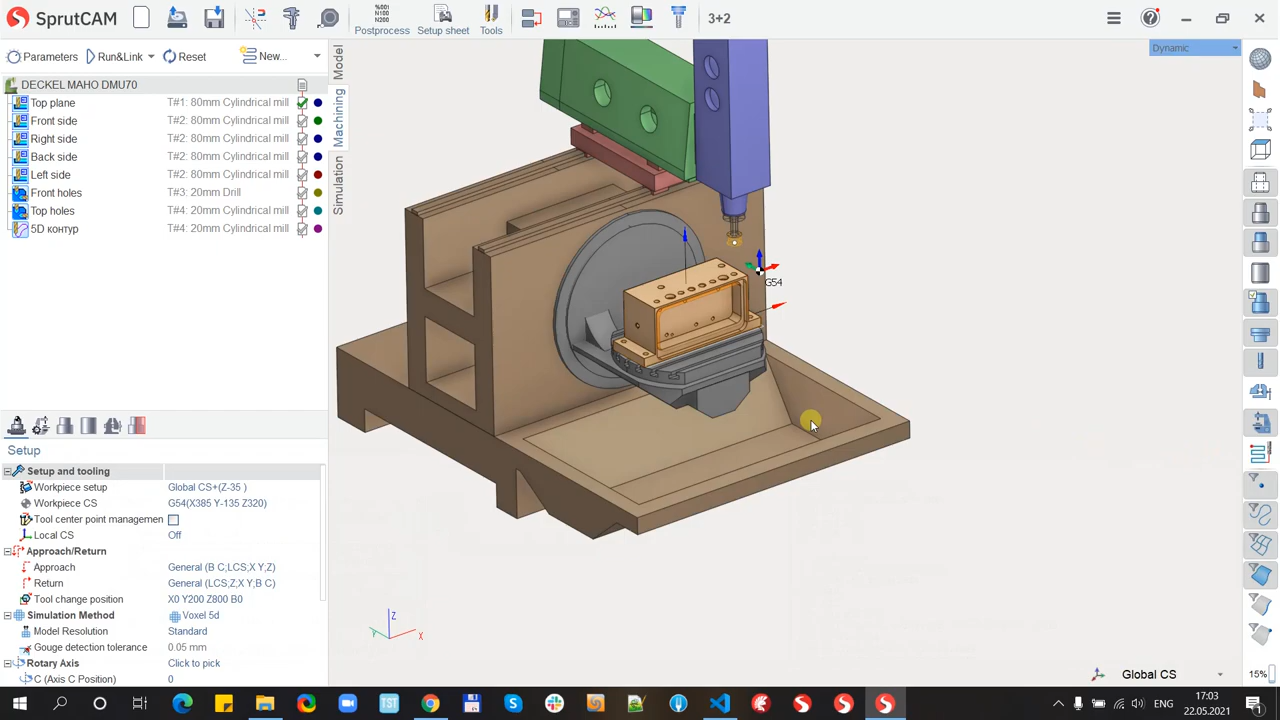 SprutCAM
N100
N100
N200
Postprocess
Setup sheet
Tools
3+2
Parameters
Run&Link
Reset
New...
Dynamic
DECKEL MAHO DMU70
Top plane T#1: 80mm Cylindrical mill
Front side T#2: 80mm Cylindrical mill
Right side T#2: 80mm Cylindrical mill
Back side T#2: 80mm Cylindrical mill
Left side T#2: 80mm Cylindrical mill
Front holes T#3: 20mm Drill
Top holes T#4: 20mm Cylindrical mill
5D контур T#4: 20mm Cylindrical mill
Model
Machining
Simulation
G54
Setup
Setup and tooling
Workpiece setup Global CS+(Z-35 )
Workpiece CS G54(X385 Y-135 Z320)
Tool center point managemen
Local CS Off
Approach/Return
Approach General (B C;LCS;X Y;Z)
Return General (LCS;Z;X Y;B C)
Tool change position X0 Y200 Z800 B0
Simulation Method Voxel 5d
Model Resolution Standard
Gouge detection tolerance 0.05 mm
Rotary Axis Click to pick
C (Axis C Position) 0
Z
Y
X
Global CS
15%
1ST
ENG
17:03
22.05.2021